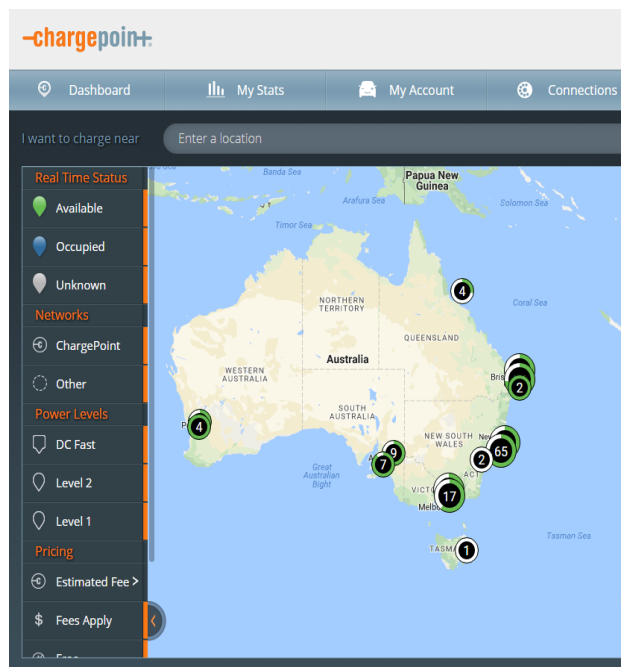 chargepoint
Dashboard
My Stats
My Account
Connections
I want to charge near
Enter a location
Real Time Status
Available
Occupied
Unknown
Networks
ChargePoint
Other
Power Levels
DC Fast
Level 2
Level 1
Pricing
Estimated Fee >
$ Fees Apply
Free
Banda Sea
Papua New
Guinea
Arafura Sea
Solomon Sea
Timor Sea
4
Coral Sea
NORTHERN
TERRITORY
QUEENSLAND
Australia
WESTERN
AUSTRALIA
Bris
2
SOUTH
AUSTRALIA
4
NEW SOUTH
WALES
Nev
65
9
7
2
ACT
Great
Australian
Bight
VICT
17
Melbo
Tasman Sea
TASMA
1